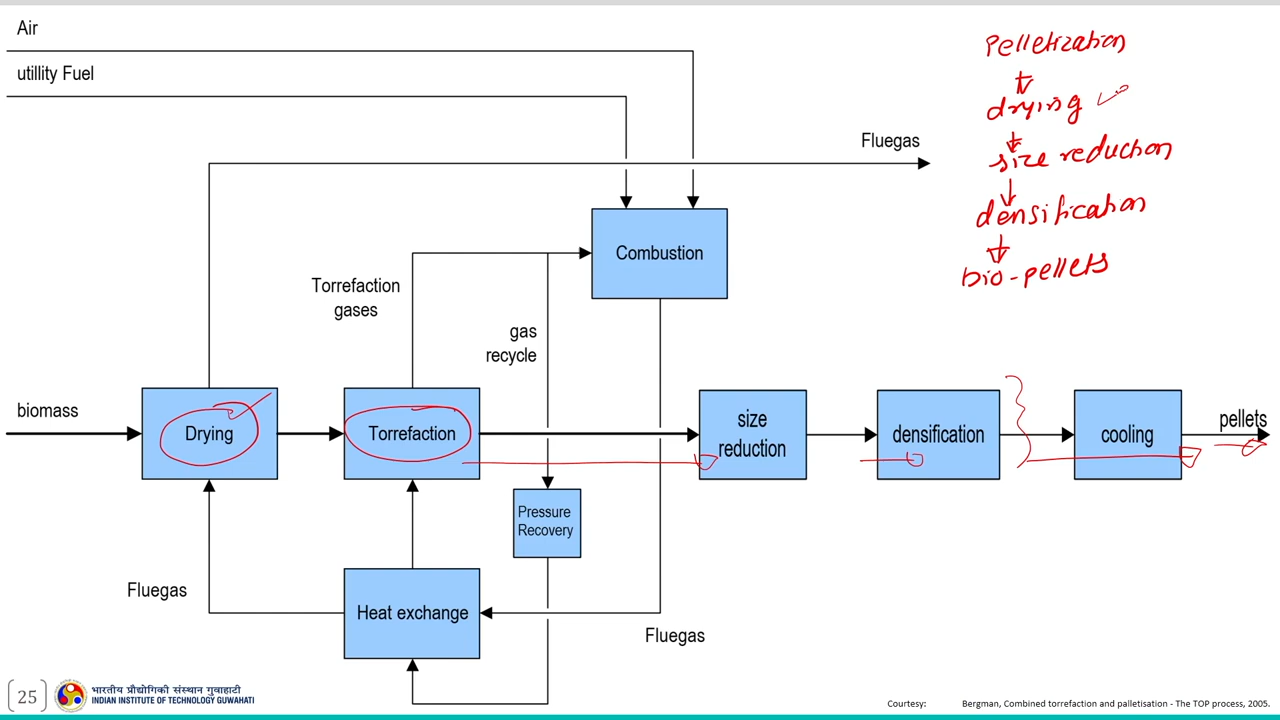 Air
utillity Fuel
Pelletization
drying
size reduction
densification
bio-pellets
Fluegas
Combustion
Torrefaction
gases
gas
recycle
biomass
Drying
Torrefaction
size
reduction
densification
cooling
pellets
Pressure
Recovery
Fluegas
Heat exchange
Fluegas
25
भारतीय प्रौद्योगिकी संस्थान गुवाहाटी
INDIAN INSTITUTE OF TECHNOLOGY GUWAHATI
Courtesy: Bergman, Combined torrefaction and palletisation - The TOP process, 2005.